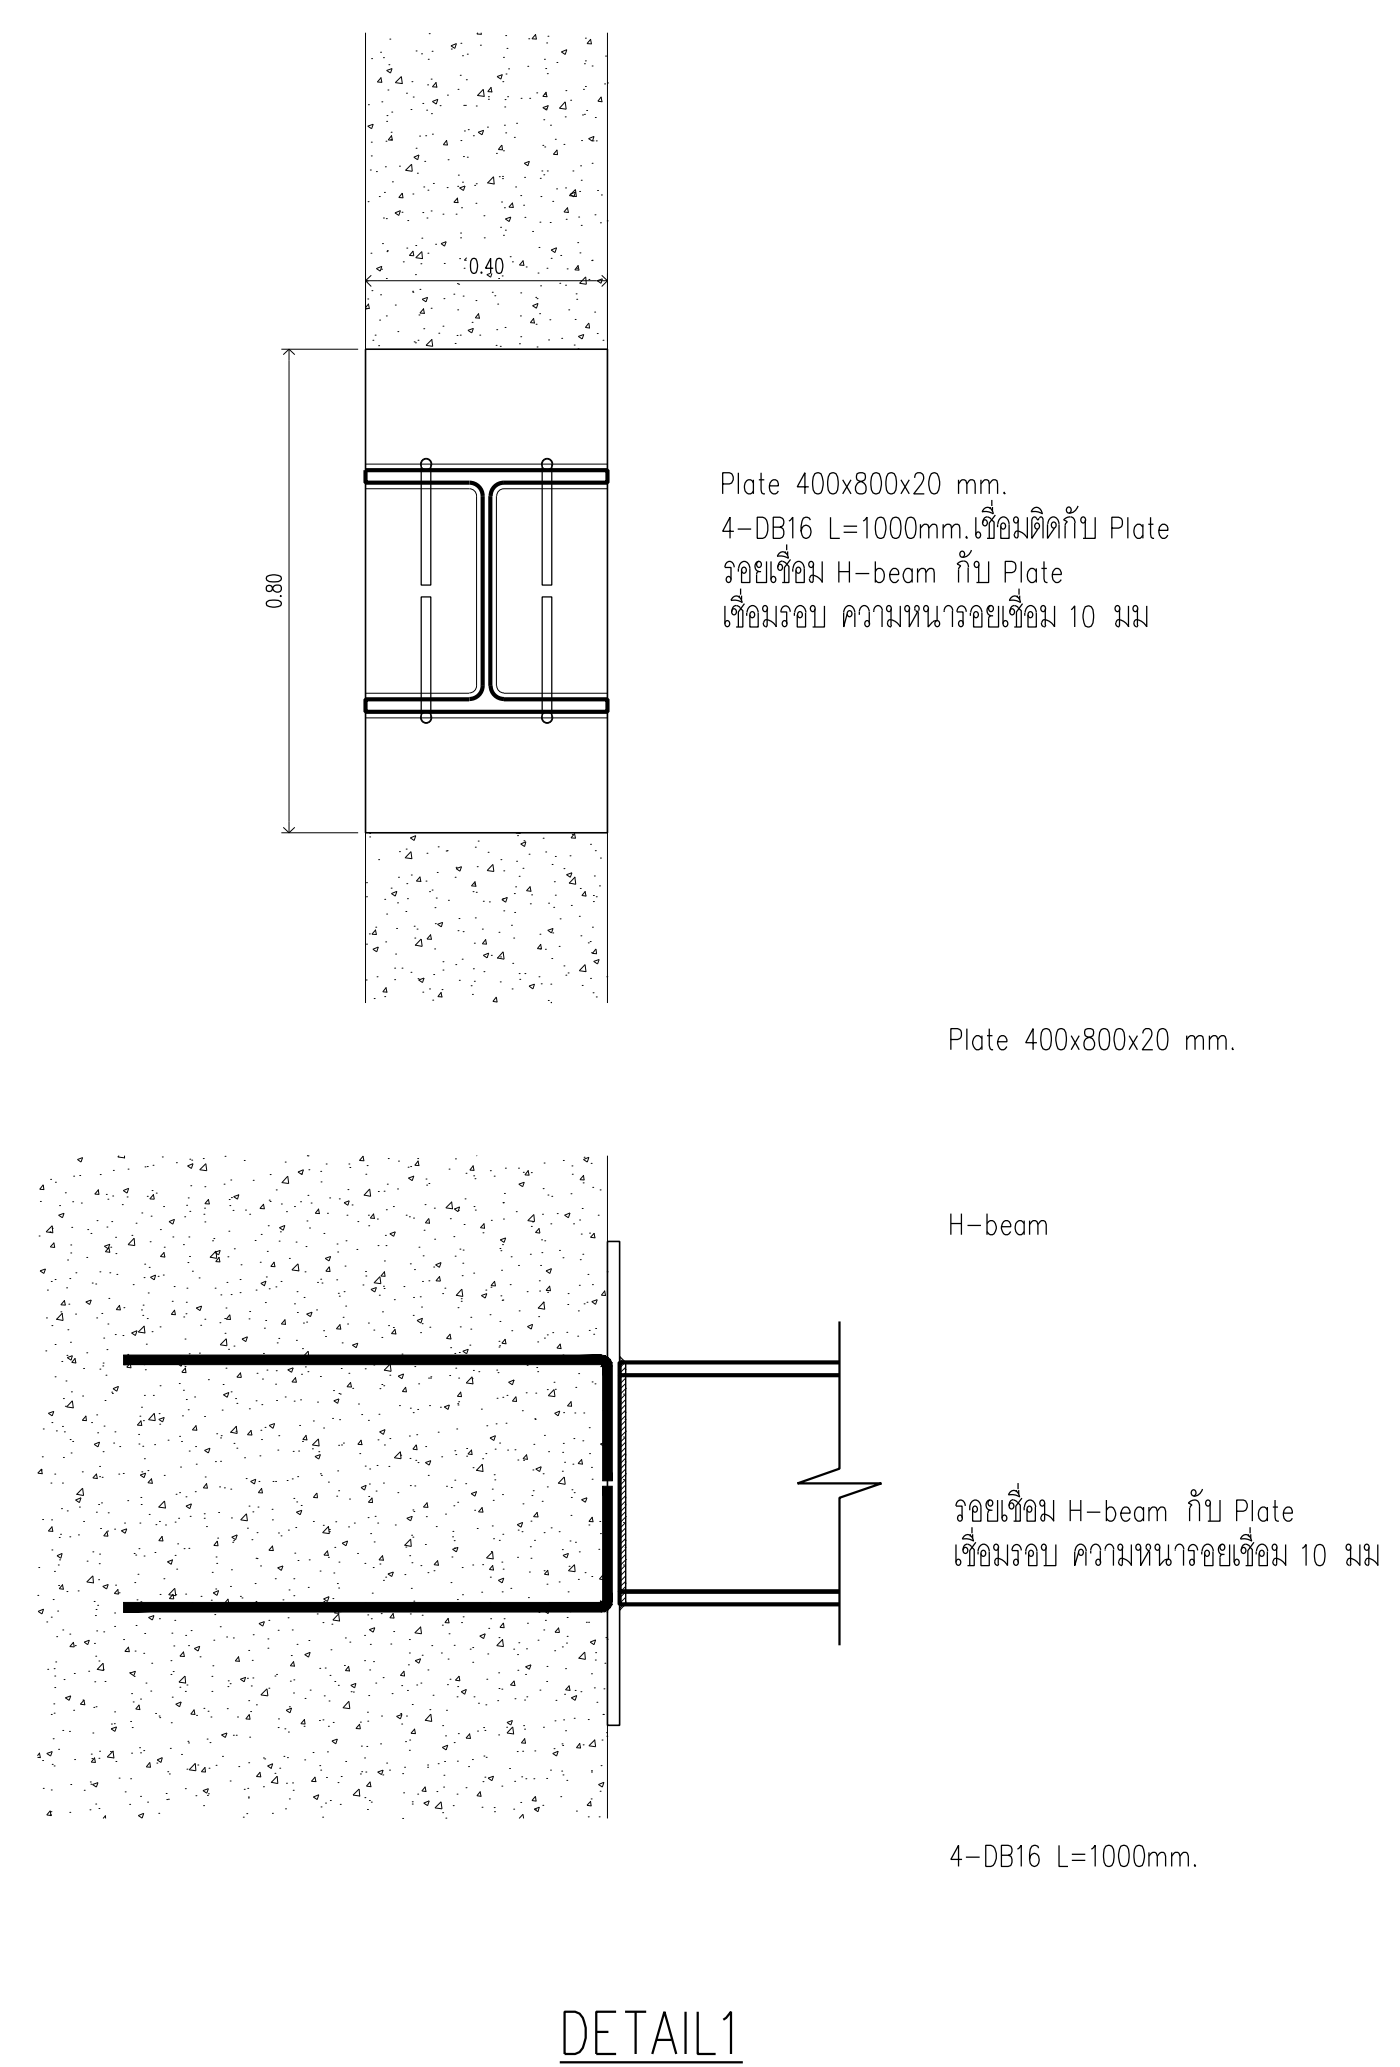 0.40
0.80
Plate 400x800x20 mm.
4-DB16 L=1000mm.เชื่อมติดกับ Plate
รอยเชื่อม H-beam กับ Plate
เชื่อมรอบ ความหนารอยเชื่อม 10 มม
Plate 400x800x20 mm.
H-beam
รอยเชื่อม H-beam กับ Plate
เชื่อมรอบ ความหนารอยเชื่อม 10 มม
4-DB16 L=1000mm.
DETAIL1